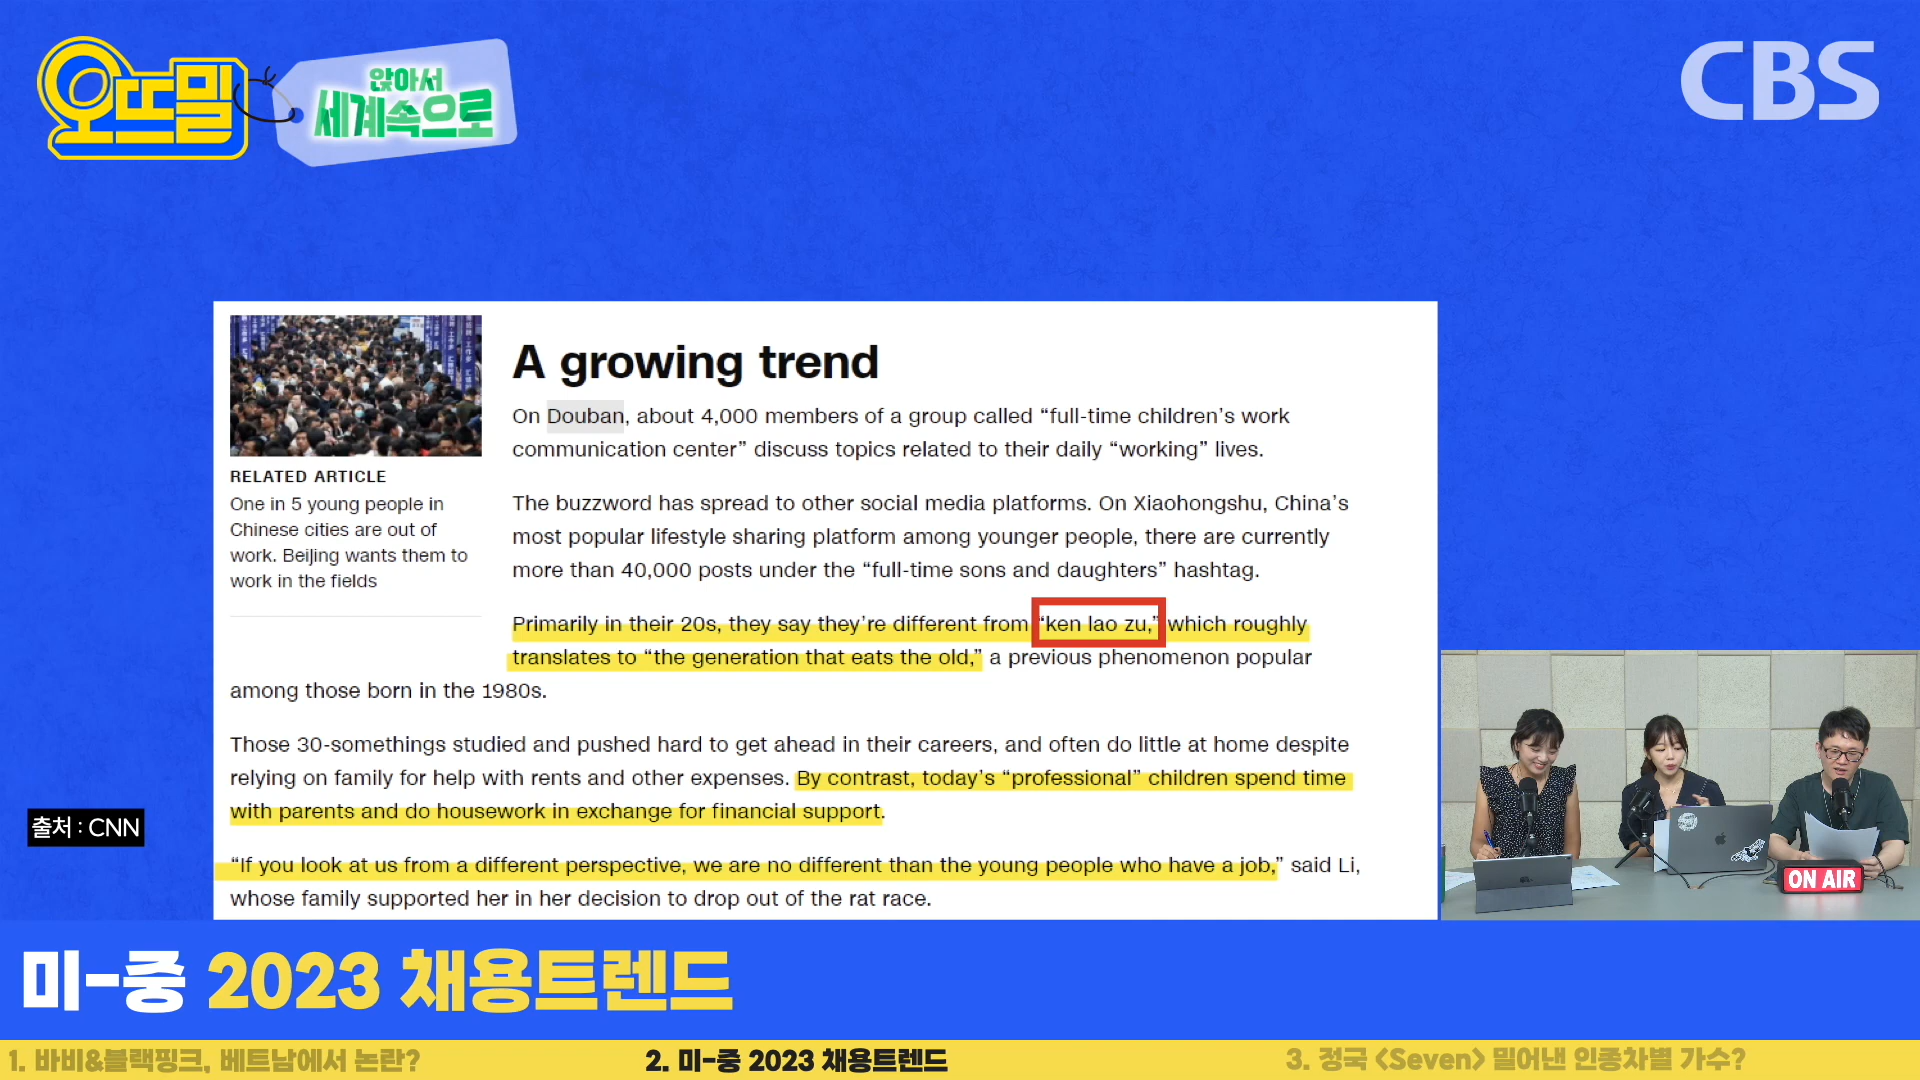 오뜨밀
앉아서
세계속으로
CBS
A growing trend
On Douban, about 4,000 members of a group called “full-time children’s work
communication center” discuss topics related to their daily “working” lives.
RELATED ARTICLE
One in 5 young people in
Chinese cities are out of
work. Beijing wants them to
work in the fields
The buzzword has spread to other social media platforms. On Xiaohongshu, China’s
most popular lifestyle sharing platform among younger people, there are currently
more than 40,000 posts under the “full-time sons and daughters” hashtag.
Primarily in their 20s, they say they’re different from “ken lao zu,” which roughly
translates to “the generation that eats the old,” a previous phenomenon popular
among those born in the 1980s.
Those 30-somethings studied and pushed hard to get ahead in their careers, and often do little at home despite
relying on family for help with rents and other expenses. By contrast, today’s “professional” children spend time
with parents and do housework in exchange for financial support.
“If you look at us from a different perspective, we are no different than the young people who have a job,” said Li,
whose family supported her in her decision to drop out of the rat race.
출처 : CNN
ON AIR
미-중 2023 채용트렌드
1. 바비&블랙핑크, 베트남에서 논란?
2. 미-중 2023 채용트렌드
3. 정국 <Seven> 밀어낸 인종차별 가수?